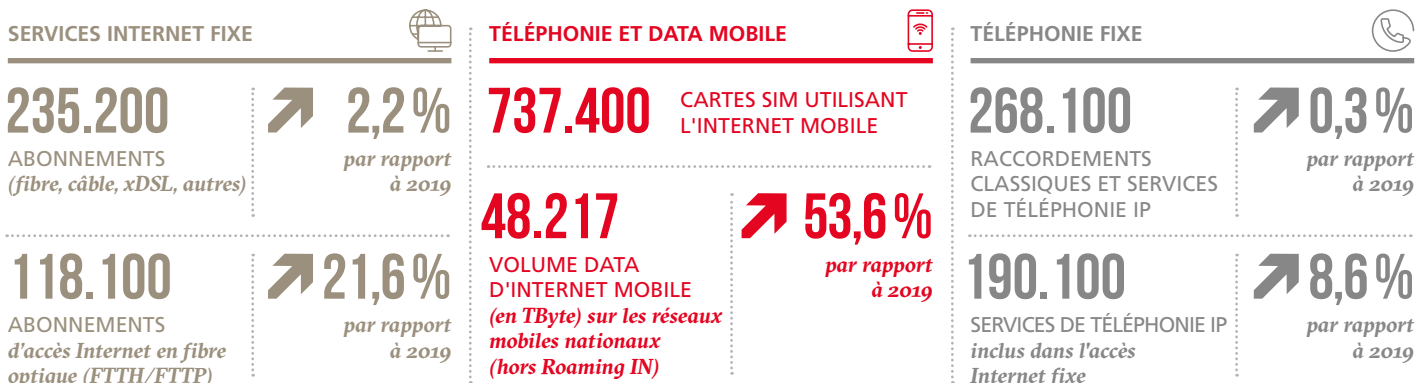 SERVICES INTERNET FIXE
235.200
2,2 %
ABONNEMENTS
(fibre, câble, xDSL, autres)
par rapport
à 2019
118.100
21,6 %
ABONNEMENTS
d'accès Internet en fibre
optique (FTTH/FTTP)
par rapport
à 2019
TÉLÉPHONIE ET DATA MOBILE
737.400
CARTES SIM UTILISANT
L'INTERNET MOBILE
48.217
53,6 %
VOLUME DATA
D'INTERNET MOBILE
(en TByte) sur les réseaux
mobiles nationaux
(hors Roaming IN)
par rapport
à 2019
TÉLÉPHONIE FIXE
268.100
0,3 %
RACCORDEMENTS
CLASSIQUES ET SERVICES
DE TÉLÉPHONIE IP
par rapport
à 2019
190.100
8,6 %
SERVICES DE TÉLÉPHONIE IP
inclus dans l'accès
Internet fixe
par rapport
à 2019